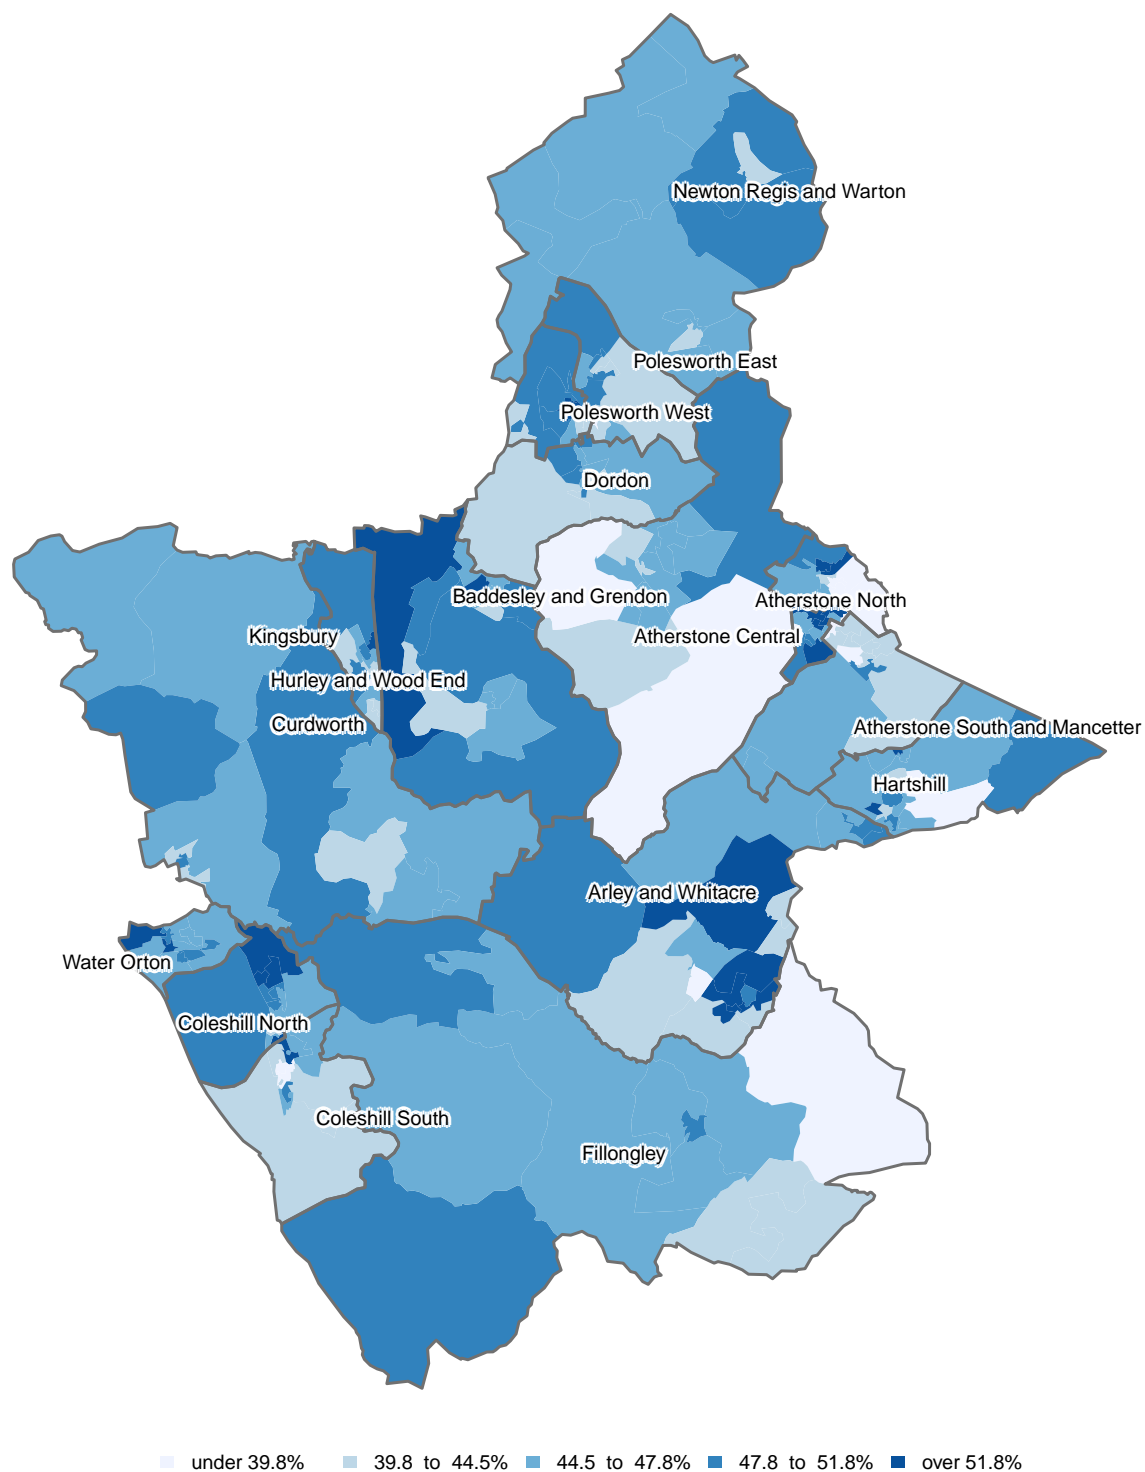 Newton Regis and Warton
Polesworth East
Polesworth West
Dordon
Baddesley and Grendon
Atherstone North
Kingsbury
Atherstone Central
Hurley and Wood End
Curdworth
Atherstone South and Mancetter
Hartshill
Arley and Whitacre
Water Orton
Coleshill North
Coleshill South
Fillongley
under 39.8% 39.8 to 44.5% 44.5 to 47.8% 47.8 to 51.8% over 51.8%